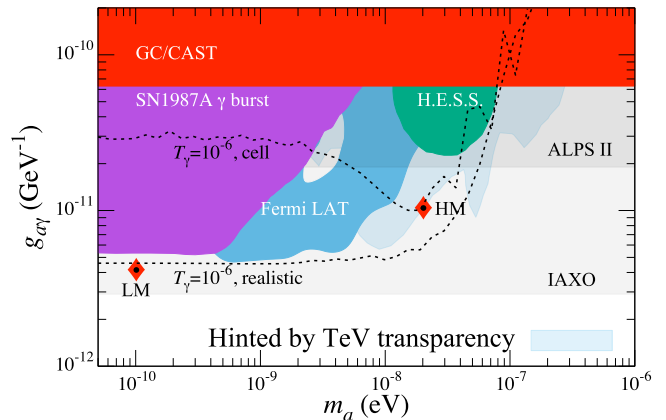 10⁻¹⁰
GC/CAST
SN1987A γ burst
H.E.S.S.
Tγ=10⁻⁶, cell
ALPS II
g_aγ (GeV⁻¹)
10⁻¹¹
Fermi LAT
HM
Tγ=10⁻⁶, realistic
IAXO
LM
Hinted by TeV transparency
10⁻¹²
10⁻¹⁰
10⁻⁹
10⁻⁸
10⁻⁷
10⁻⁶
m_a (eV)